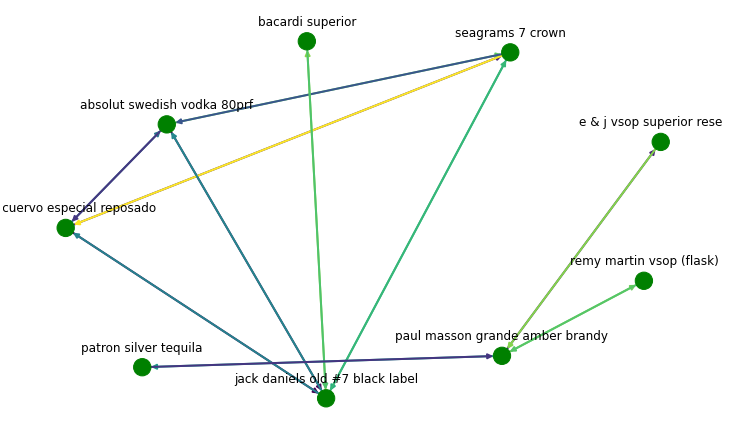 bacardi superior
seagrams 7 crown
absolut swedish vodka 80prf
e & j vsop superior rese
cuervo especial reposado
remy martin vsop (flask)
paul masson grande amber brandy
patron silver tequila
jack daniels old #7 black label